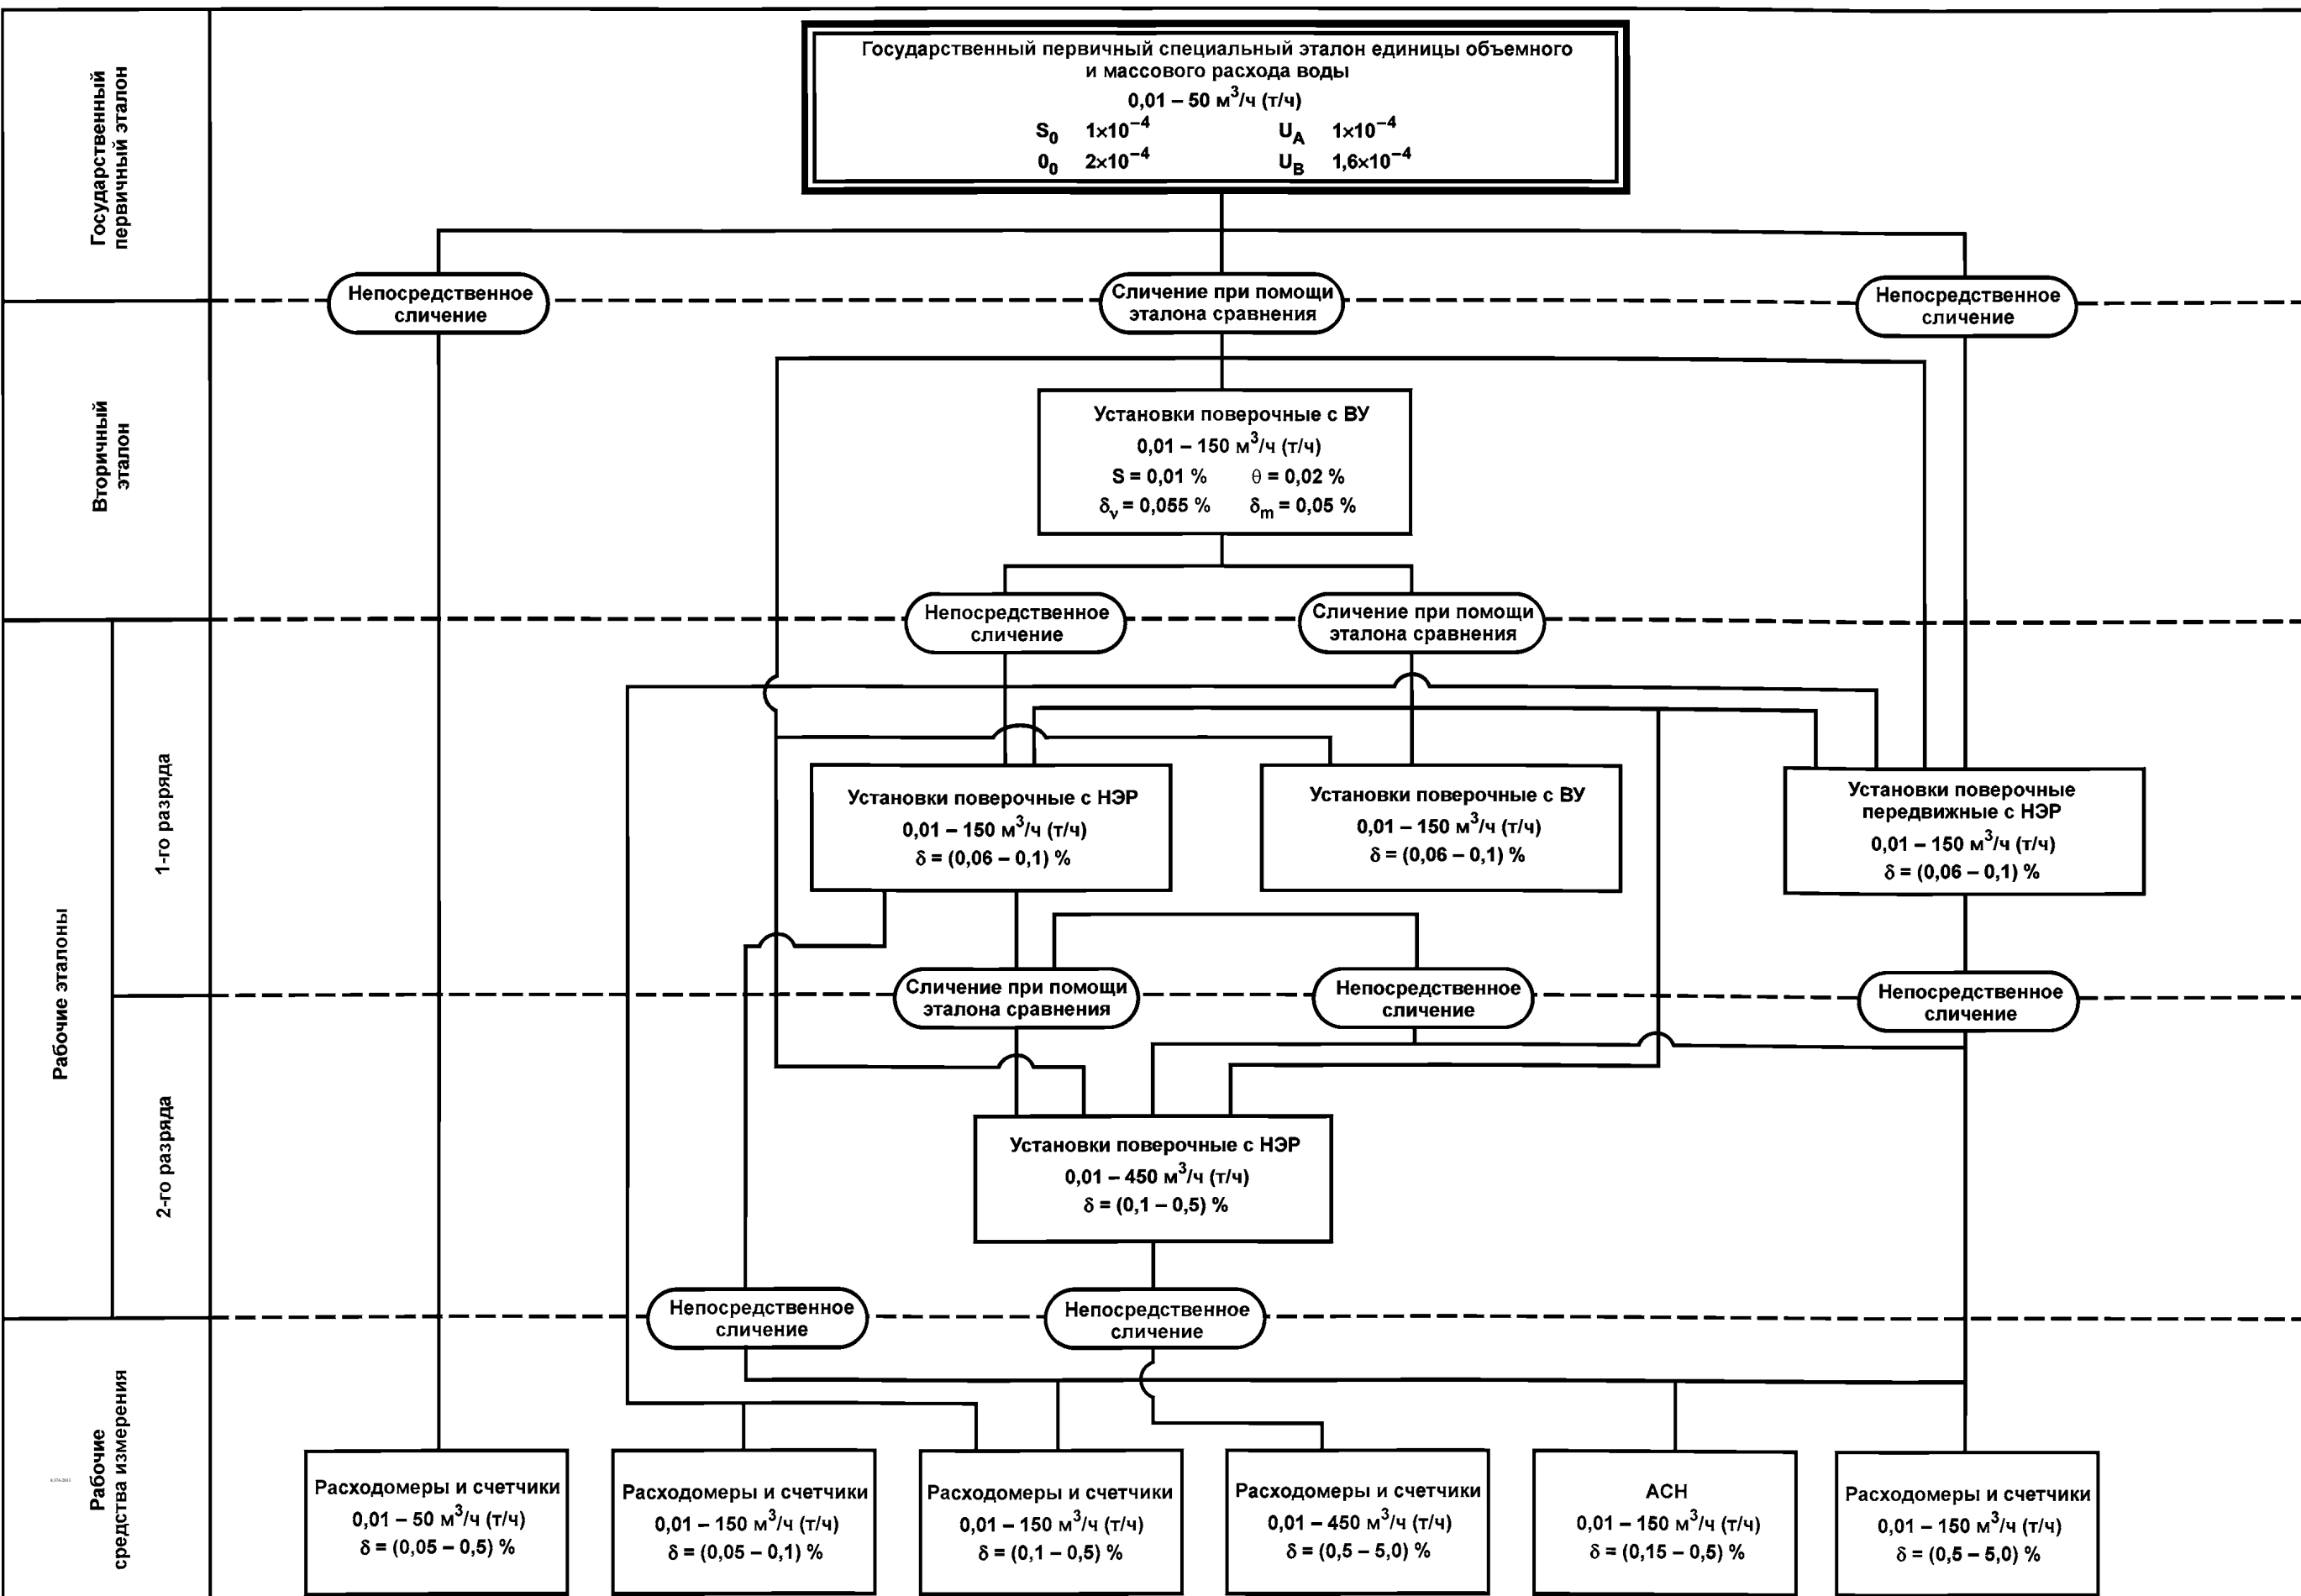 Государственный первичный эталон
Государственный первичный специальный эталон единицы объемного
и массового расхода воды
0,01 – 50 м³/ч (т/ч)
S₀ 1×10⁻⁴ U_A 1×10⁻⁴
0₀ 2×10⁻⁴ U_B 1,6×10⁻⁴
Непосредственное
сличение
Сличение при помощи
эталона сравнения
Непосредственное
сличение
Вторичный
эталон
Установки поверочные с ВУ
0,01 – 150 м³/ч (т/ч)
S = 0,01 % θ = 0,02 %
δᵥ = 0,055 % δₘ = 0,05 %
Непосредственное
сличение
Сличение при помощи
эталона сравнения
Рабочие эталоны
1-го разряда
Установки поверочные с НЭР
0,01 – 150 м³/ч (т/ч)
δ = (0,06 – 0,1) %
Установки поверочные с ВУ
0,01 – 150 м³/ч (т/ч)
δ = (0,06 – 0,1) %
Установки поверочные
передвижные с НЭР
0,01 – 150 м³/ч (т/ч)
δ = (0,06 – 0,1) %
Сличение при помощи
эталона сравнения
Непосредственное
сличение
Непосредственное
сличение
2-го разряда
Установки поверочные с НЭР
0,01 – 450 м³/ч (т/ч)
δ = (0,1 – 0,5) %
Непосредственное
сличение
Непосредственное
сличение
Рабочие
средства измерения
Расходомеры и счетчики
0,01 – 50 м³/ч (т/ч)
δ = (0,05 – 0,5) %
Расходомеры и счетчики
0,01 – 150 м³/ч (т/ч)
δ = (0,05 – 0,1) %
Расходомеры и счетчики
0,01 – 150 м³/ч (т/ч)
δ = (0,1 – 0,5) %
Расходомеры и счетчики
0,01 – 450 м³/ч (т/ч)
δ = (0,5 – 5,0) %
АСН
0,01 – 150 м³/ч (т/ч)
δ = (0,15 – 0,5) %
Расходомеры и счетчики
0,01 – 150 м³/ч (т/ч)
δ = (0,5 – 5,0) %